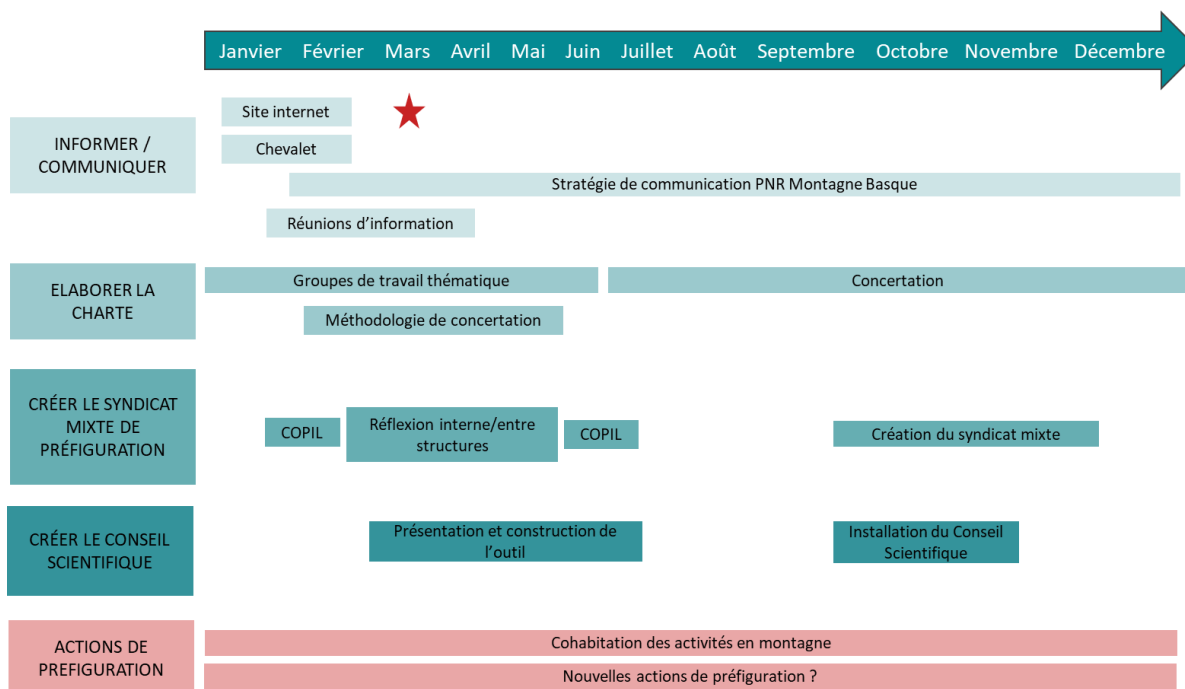 Janvier Février Mars Avril Mai Juin Juillet Août Septembre Octobre Novembre Décembre
INFORMER /
COMMUNIQUER
Site internet
Chevalet
Stratégie de communication PNR Montagne Basque
Réunions d’information
ELABORER LA
CHARTE
Groupes de travail thématique
Concertation
Méthodologie de concertation
CRÉER LE SYNDICAT
MIXTE DE
PRÉFIGURATION
COPIL
Réflexion interne/entre
structures
COPIL
Création du syndicat mixte
CRÉER LE CONSEIL
SCIENTIFIQUE
Présentation et construction de
l’outil
Installation du Conseil
Scientifique
ACTIONS DE
PREFIGURATION
Cohabitation des activités en montagne
Nouvelles actions de préfiguration ?